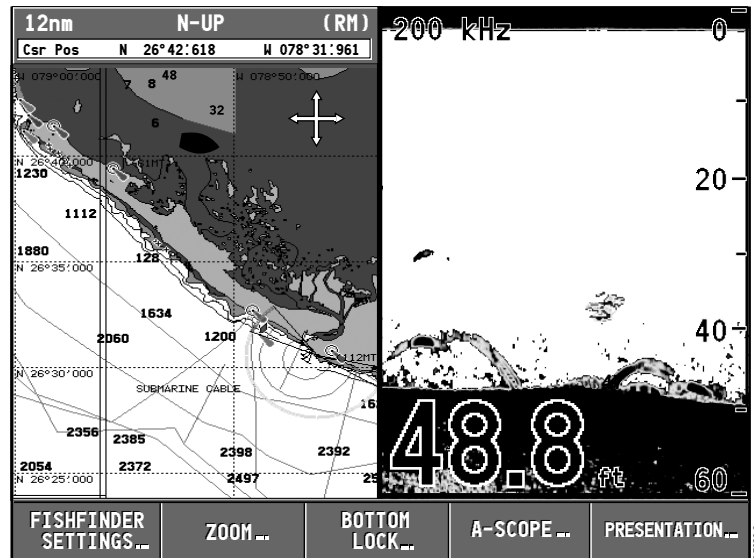 12nm N-UP (RM)
Csr Pos N 26°42.'618 W 078°31.'961
W 079°00.'000 W 078°50.'000
7 8 48
32
6
N 26°40.'000
1230
1112
1880
128
N 26°35.'000
1634
2060 1200
112MT
N 30°30.'000
SUBMARINE CABLE
2356
2385
2398 2392
2054 2372
N 26°25.'000
2497
200 kHz
0
20
40
60
48.8 ft
FISHFINDER SETTINGS...
ZOOM...
BOTTOM LOCK...
A-SCOPE...
PRESENTATION...